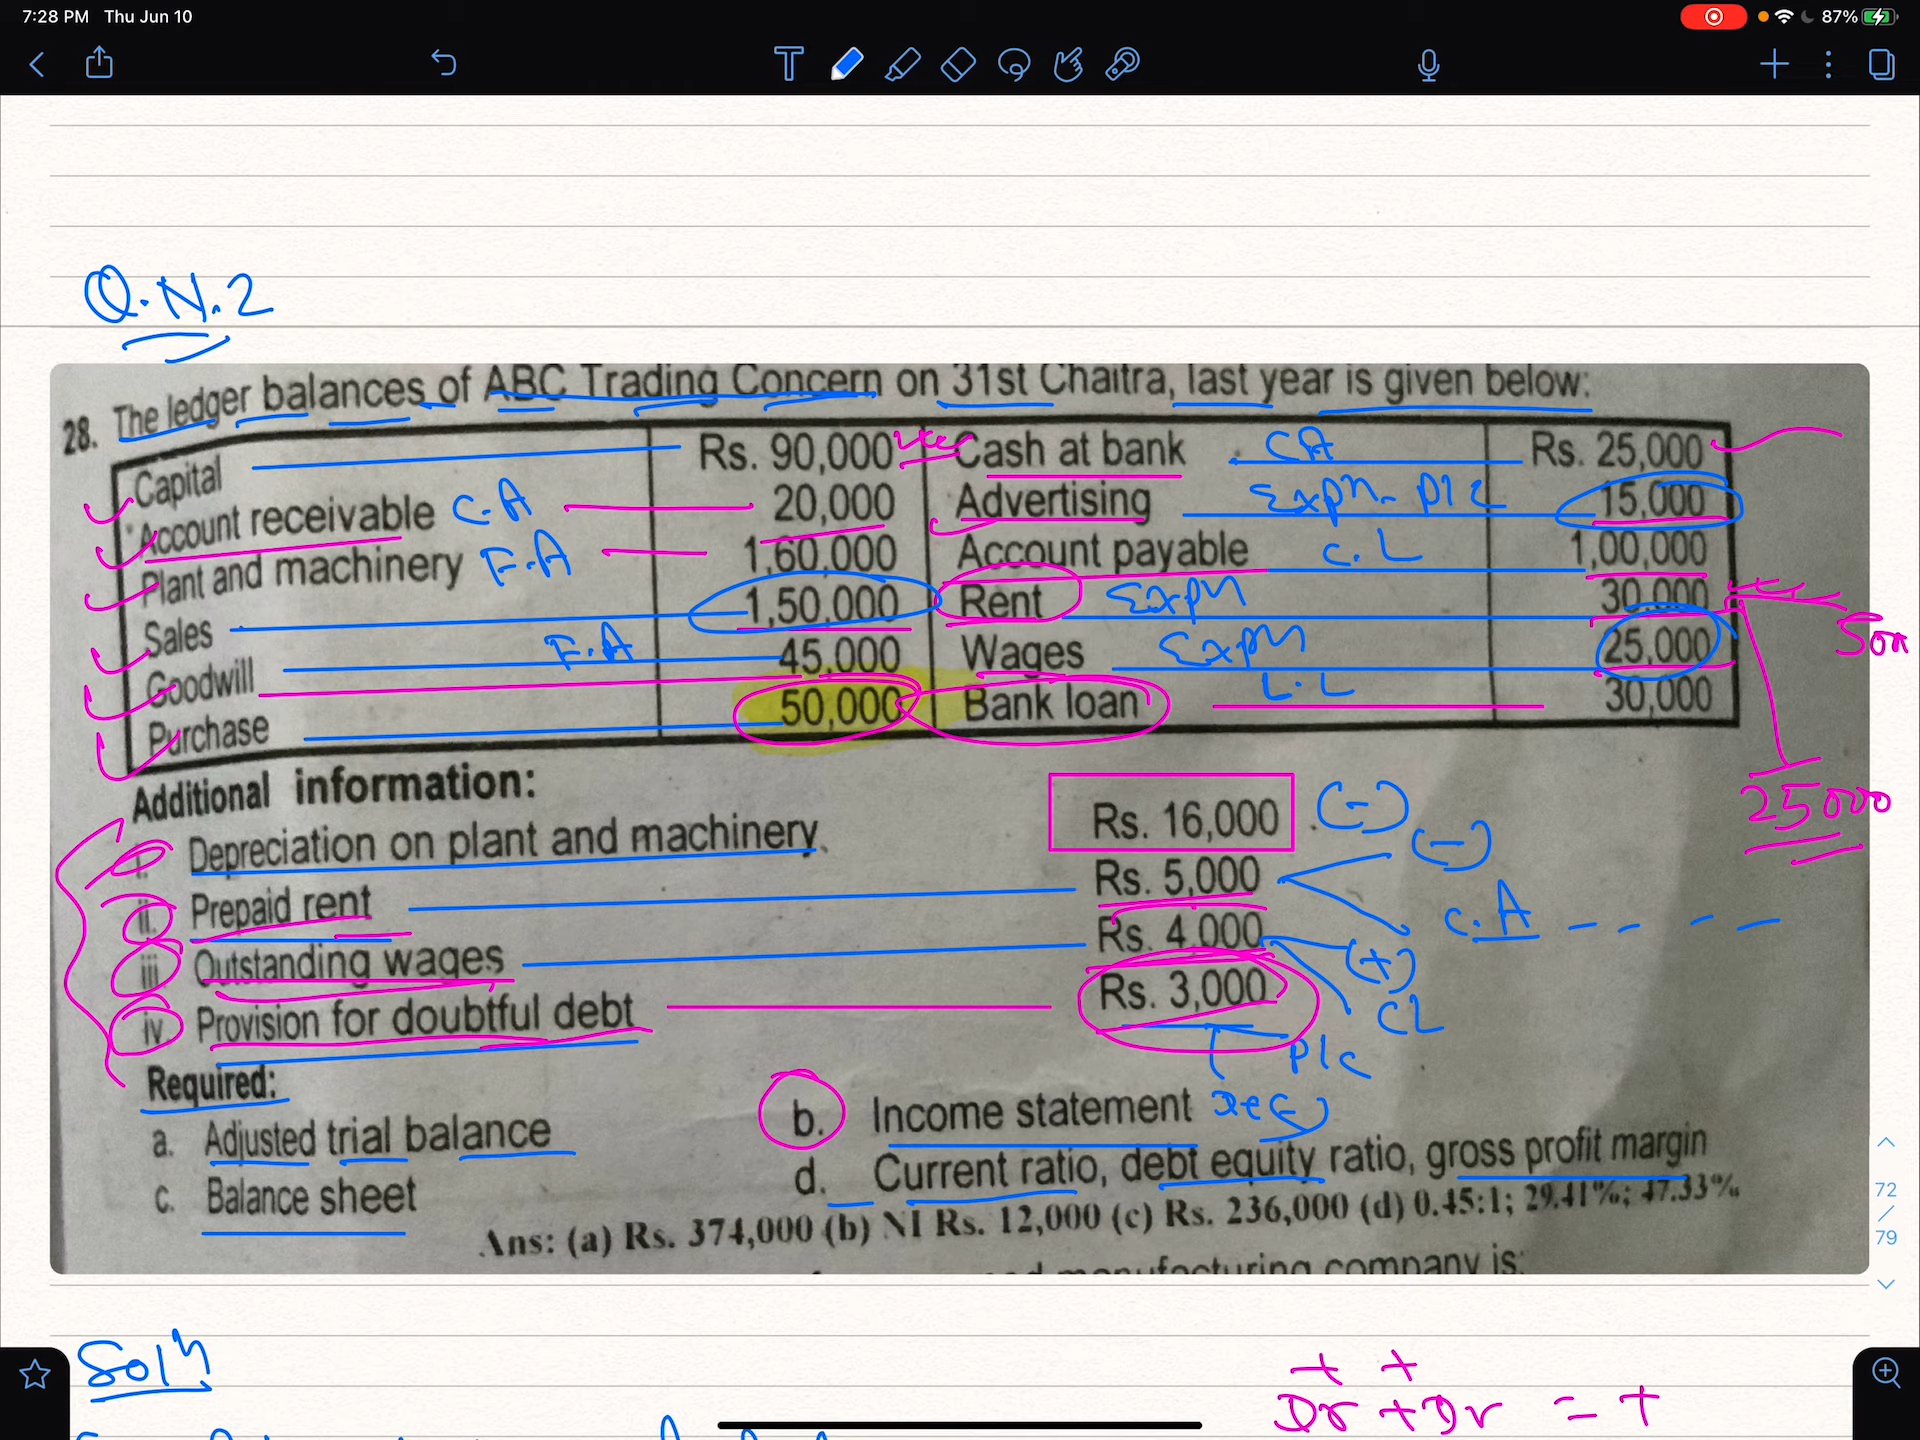 7:28 PM Thu Jun 10
87%
Q.N.2
28. The ledger balances of ABC Trading Concern on 31st Chaitra, last year is given below:
Capital Rs. 90,000 Cash at bank CA Rs. 25,000
Account receivable C.A 20,000 Advertising Expn. 15,000
Plant and machinery F.A 1,60,000 Account payable C.L 1,00,000
Sales 1,50,000 Rent Expn 30,000
Goodwill F.A 45,000 Wages Expn 25,000
Purchase 50,000 Bank loan L.L 30,000
25000
Additional information:
i. Depreciation on plant and machinery Rs. 16,000 (-)
ii. Prepaid rent Rs. 5,000 (-) C.A
iii Outstanding wages Rs. 4,000 (+) CL
iv. Provision for doubtful debt Rs. 3,000
Required:
a. Adjusted trial balance b. Income statement
c. Balance sheet d. Current ratio, debt equity ratio, gross profit margin
Ans: (a) Rs. 374,000 (b) NI Rs. 12,000 (c) Rs. 236,000 (d) 0.45:1; 29.41%; 47.33%
manufacturing company is:
72
/
79
Solⁿ
+ +
Dr + Dr = +